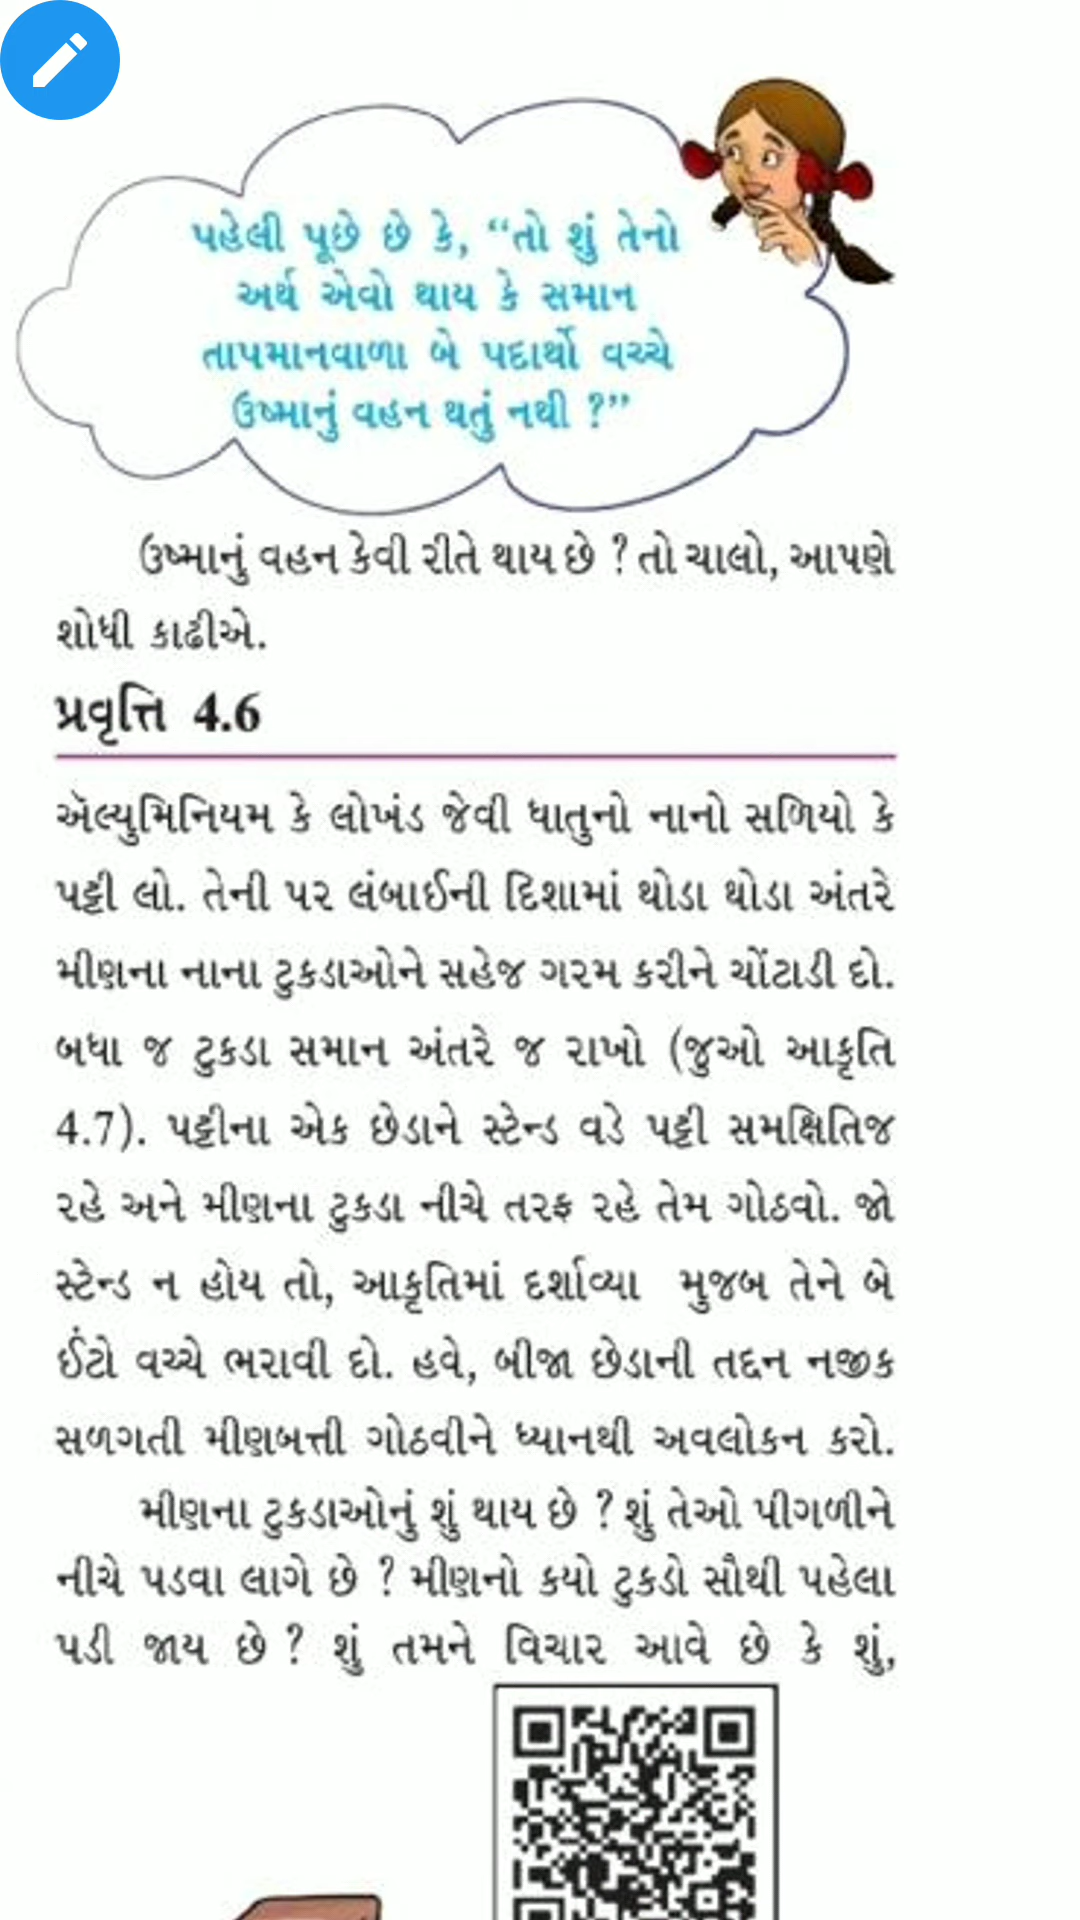 પહેલી પૂછે છે કે, “તો શું તેનો
અર્થ એવો થાય કે સમાન
તાપમાનવાળા બે પદાર્થો વચ્ચે
ઉષ્માનું વહન થતું નથી ?”
ઉષ્માનું વહન કેવી રીતે થાય છે ? તો ચાલો, આપણે
શોધી કાઢીએ.
પ્રવૃત્તિ 4.6
ઍલ્યુમિનિયમ કે લોખંડ જેવી ધાતુનો નાનો સળિયો કે
પટ્ટી લો. તેની પર લંબાઈની દિશામાં થોડા થોડા અંતરે
મીણના નાના ટુકડાઓને સહેજ ગરમ કરીને ચોંટાડી દો.
બધા જ ટુકડા સમાન અંતરે જ રાખો (જુઓ આકૃતિ
4.7). પટ્ટીના એક છેડાને સ્ટેન્ડ વડે પટ્ટી સમક્ષિતિજ
રહે અને મીણના ટુકડા નીચે તરફ રહે તેમ ગોઠવો. જો
સ્ટેન્ડ ન હોય તો, આકૃતિમાં દર્શાવ્યા મુજબ તેને બે
ઈંટો વચ્ચે ભરાવી દો. હવે, બીજા છેડાની તદ્દન નજીક
સળગતી મીણબત્તી ગોઠવીને ધ્યાનથી અવલોકન કરો.
મીણના ટુકડાઓનું શું થાય છે ? શું તેઓ પીગળીને
નીચે પડવા લાગે છે ? મીણનો કયો ટુકડો સૌથી પહેલા
પડી જાય છે ? શું તમને વિચાર આવે છે કે શું,